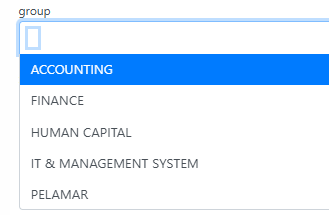 group
ACCOUNTING
FINANCE
HUMAN CAPITAL
IT & MANAGEMENT SYSTEM
PELAMAR